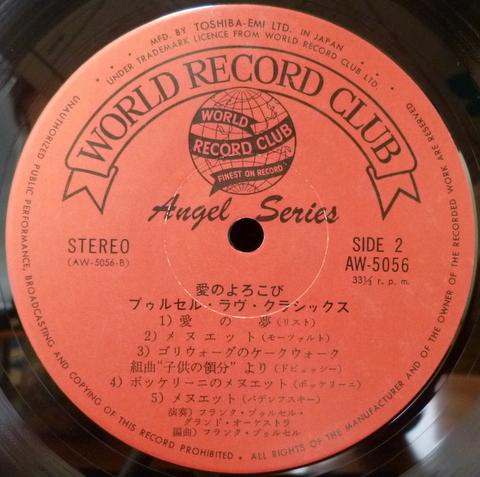 MFD. BY TOSHIBA-EMI LTD. IN JAPAN
UNDER TRADEMARK LICENCE FROM WORLD RECORD CLUB LTD.
WORLD RECORD CLUB
WORLD
RECORD CLUB
FINEST ON RECORD
Angel Series
STEREO
(AW-5056-B)
SIDE 2
AW-5056
33⅓ r.p.m.
愛のよろこび
プゥルセル・ラヴ・クラシックス
1) 愛の夢 (リスト)
2) メヌエット (モーツァルト)
3) ゴリウォーグのケークウォーク
組曲"子供の領分" より (ドビュッシー)
4) ボッケリーニのメヌエット (ボッケリーニ)
5) メヌエット (パデレフスキー)
演奏) フランク・プゥルセル・
グランド・オーケストラ
編曲) フランク・プゥルセル
UNAUTHORIZED PUBLIC PERFORMANCE, BROADCASTING AND COPYING OF THIS RECORD PROHIBITED • ALL RIGHTS OF THE MANUFACTURER AND OF THE OWNER OF THE RECORDED WORK ARE RESERVED